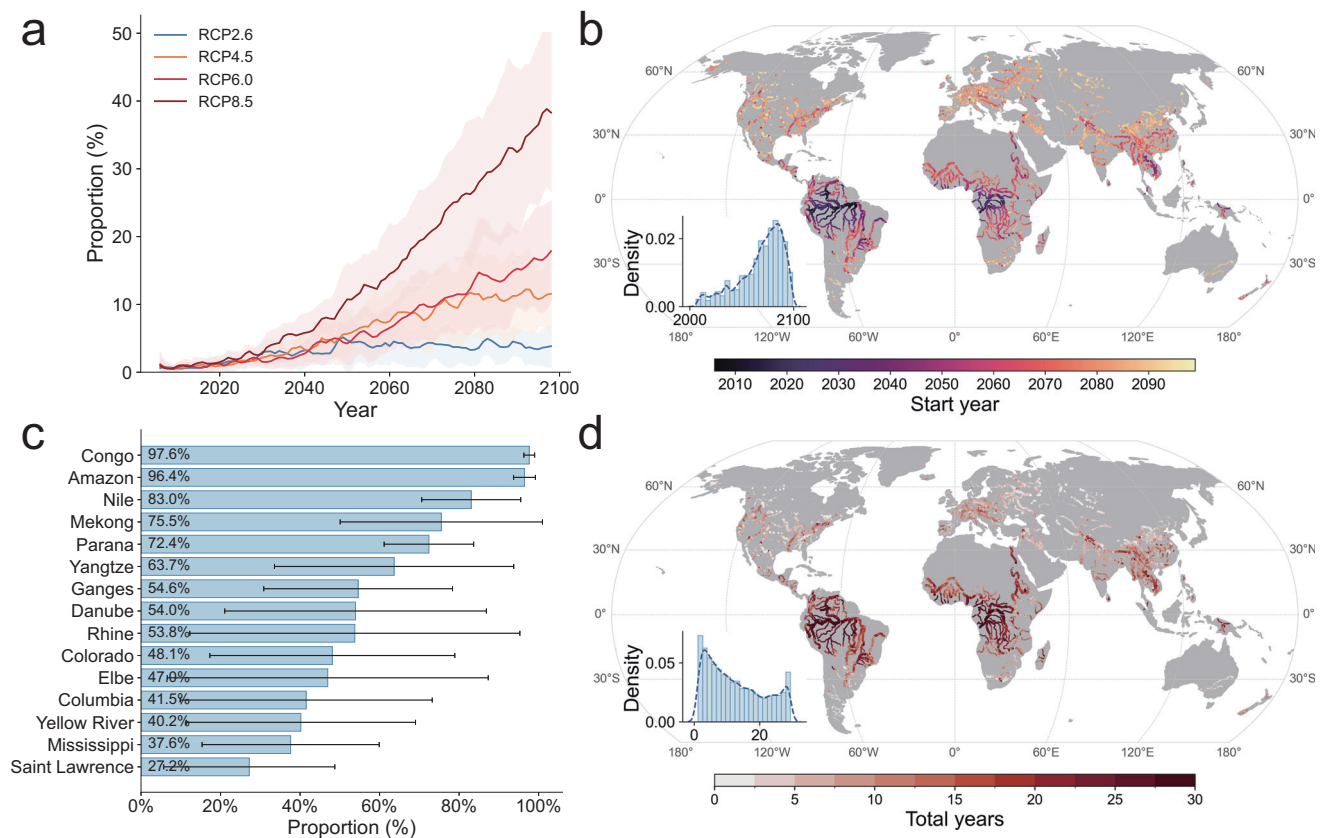 a
50
40
30
20
10
0
Proportion (%)
RCP2.6
RCP4.5
RCP6.0
RCP8.5
2020 2040 2060 2080 2100
Year
b
60°N 60°N
30°N 30°N
0° 0°
30°S 30°S
180° 120°W 60°W 0° 60°E 120°E 180°
Density
0.02
0.00
2000 2100
2010 2020 2030 2040 2050 2060 2070 2080 2090
Start year
c
Congo 97.6%
Amazon 96.4%
Nile 83.0%
Mekong 75.5%
Parana 72.4%
Yangtze 63.7%
Ganges 54.6%
Danube 54.0%
Rhine 53.8%
Colorado 48.1%
Elbe 47.0%
Columbia 41.5%
Yellow River 40.2%
Mississippi 37.6%
Saint Lawrence 27.2%
0% 20% 40% 60% 80% 100%
Proportion (%)
d
60°N 60°N
30°N 30°N
0° 0°
30°S 30°S
180° 120°W 60°W 0° 60°E 120°E 180°
Density
0.05
0.00
0 20
0 5 10 15 20 25 30
Total years